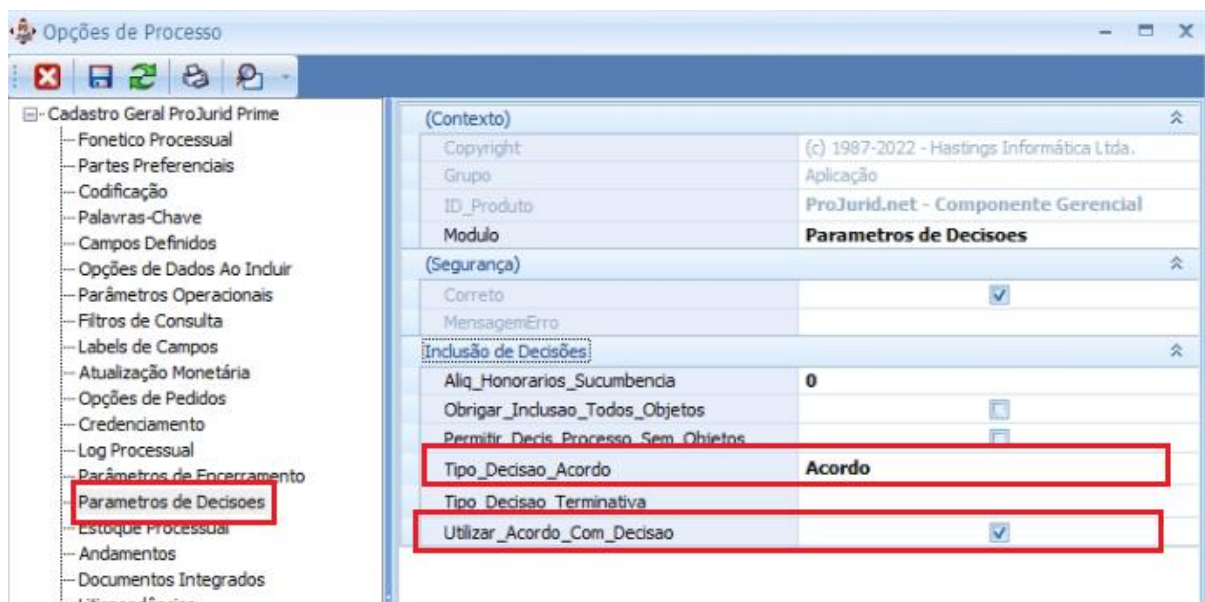 Opções de Processo
Cadastro Geral ProJurid Prime
Fonetico Processual
Partes Preferenciais
Codificação
Palavras-Chave
Campos Definidos
Opções de Dados Ao Incluir
Parâmetros Operacionais
Filtros de Consulta
Labels de Campos
Atualização Monetária
Opções de Pedidos
Credenciamento
Log Processual
Parâmetros de Encerramento
Parametros de Decisoes
Estoque Processual
Andamentos
Documentos Integrados
(Contexto)
Copyright (c) 1987-2022 - Hastings Informática Ltda.
Grupo Aplicação
ID_Produto ProJurid.net - Componente Gerencial
Modulo Parametros de Decisoes
(Segurança)
Correto
MensagemErro
Inclusão de Decisões
Aliq_Honorarios_Sucumbencia 0
Obrigar_Inclusao_Todos_Objetos
Permitir_Decis_Processo_Sem_Objetos
Tipo_Decisao_Acordo Acordo
Tipo_Decisao_Terminativa
Utilizar_Acordo_Com_Decisao